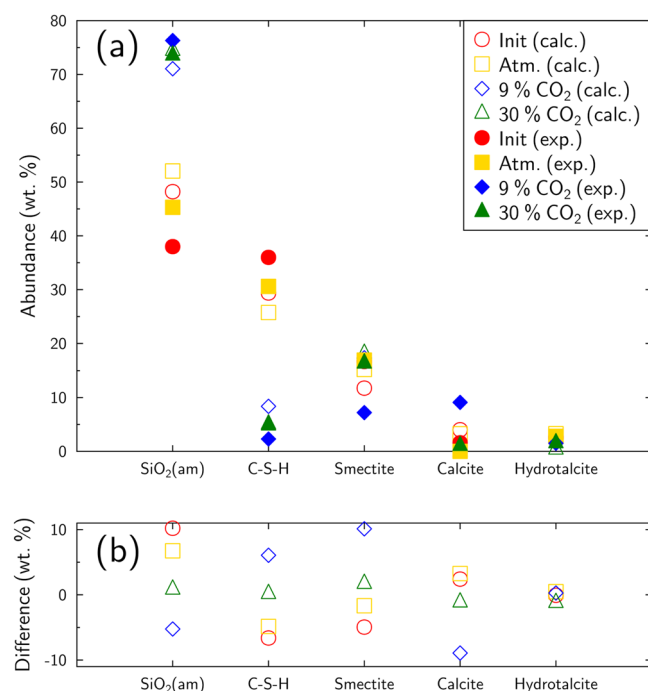 (a)
Abundance (wt. %)
80
70
60
50
40
30
20
10
0
Init (calc.)
Atm. (calc.)
9 % CO₂ (calc.)
30 % CO₂ (calc.)
Init (exp.)
Atm. (exp.)
9 % CO₂ (exp.)
30 % CO₂ (exp.)
SiO₂(am) C-S-H Smectite Calcite Hydrotalcite
(b)
Difference (wt. %)
10
0
-10
SiO₂(am) C-S-H Smectite Calcite Hydrotalcite